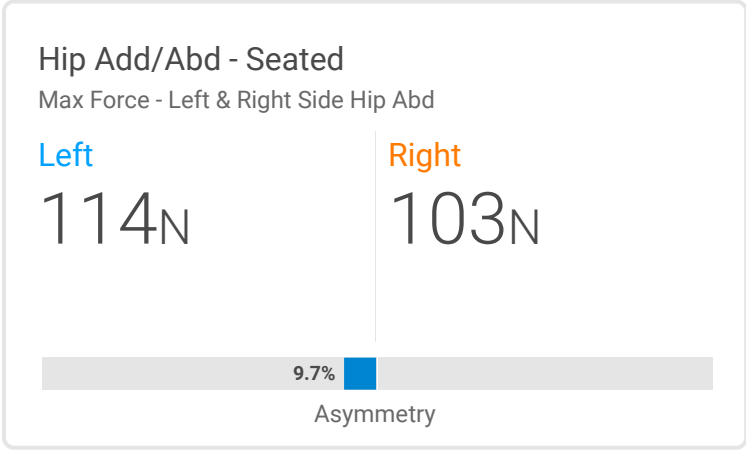 Hip Add/Abd - Seated
Max Force - Left & Right Side Hip Abd
Left
Right
114N
103N
9.7%
Asymmetry